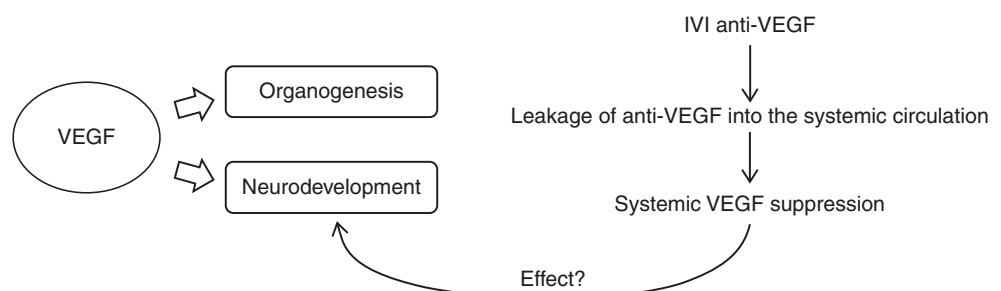 VEGF
Organogenesis
Neurodevelopment
IVI anti-VEGF
Leakage of anti-VEGF into the systemic circulation
Systemic VEGF suppression
Effect?